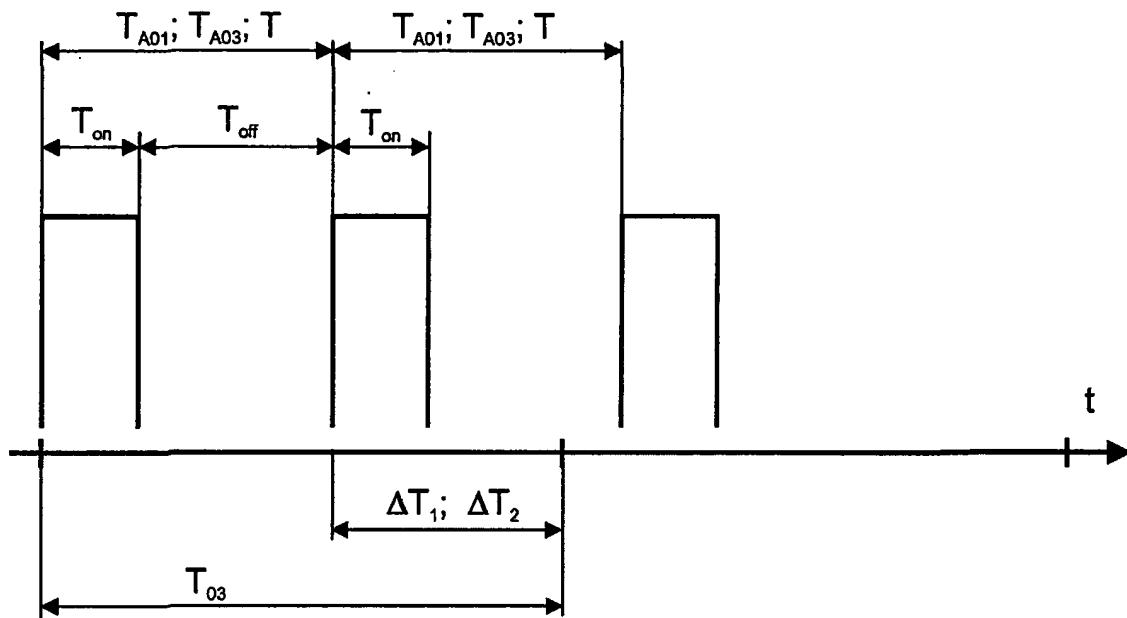 T_A01; T_A03; T T_A01; T_A03; T
T_on T_off T_on
t
ΔT_1; ΔT_2
T_03